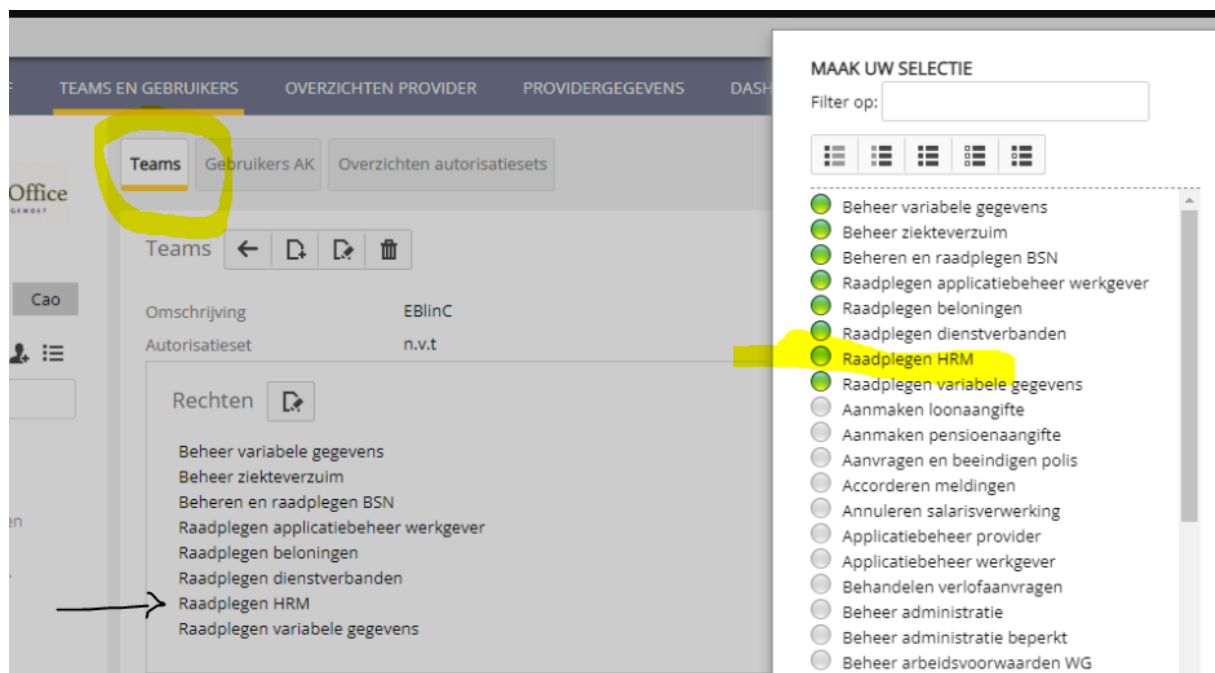 TEAMS EN GEBRUIKERS OVERZICHTEN PROVIDER PROVIDERGEGEVENS DASH
Teams Gebruikers AK Overzichten autorisatiesets
Office
Teams
Cao
Omschrijving EBlinC
Autorisatieset n.v.t
Rechten
Beheer variabele gegevens
Beheer ziekteverzuim
Beheren en raadplegen BSN
Raadplegen applicatiebeheer werkgever
Raadplegen beloningen
Raadplegen dienstverbanden
Raadplegen HRM
Raadplegen variabele gegevens
en
MAAK UW SELECTIE
Filter op:
Beheer variabele gegevens
Beheer ziekteverzuim
Beheren en raadplegen BSN
Raadplegen applicatiebeheer werkgever
Raadplegen beloningen
Raadplegen dienstverbanden
Raadplegen HRM
Raadplegen variabele gegevens
Aanmaken loonaangifte
Aanmaken pensioenaangifte
Aanvragen en beeindigen polis
Accorderen meldingen
Annuleren salarisverwerking
Applicatiebeheer provider
Applicatiebeheer werkgever
Behandelen verlofaanvragen
Beheer administratie
Beheer administratie beperkt
Beheer arbeidsvoorwaarden WG